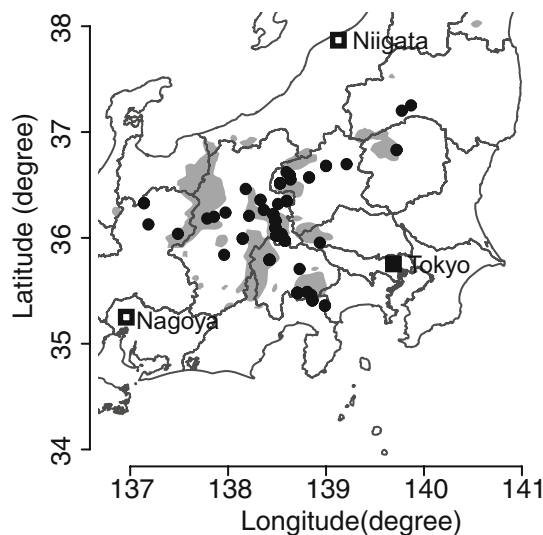 38
Niigata
37
Latitude (degree)
36
Tokyo
Nagoya
35
34
137 138 139 140 141
Longitude(degree)